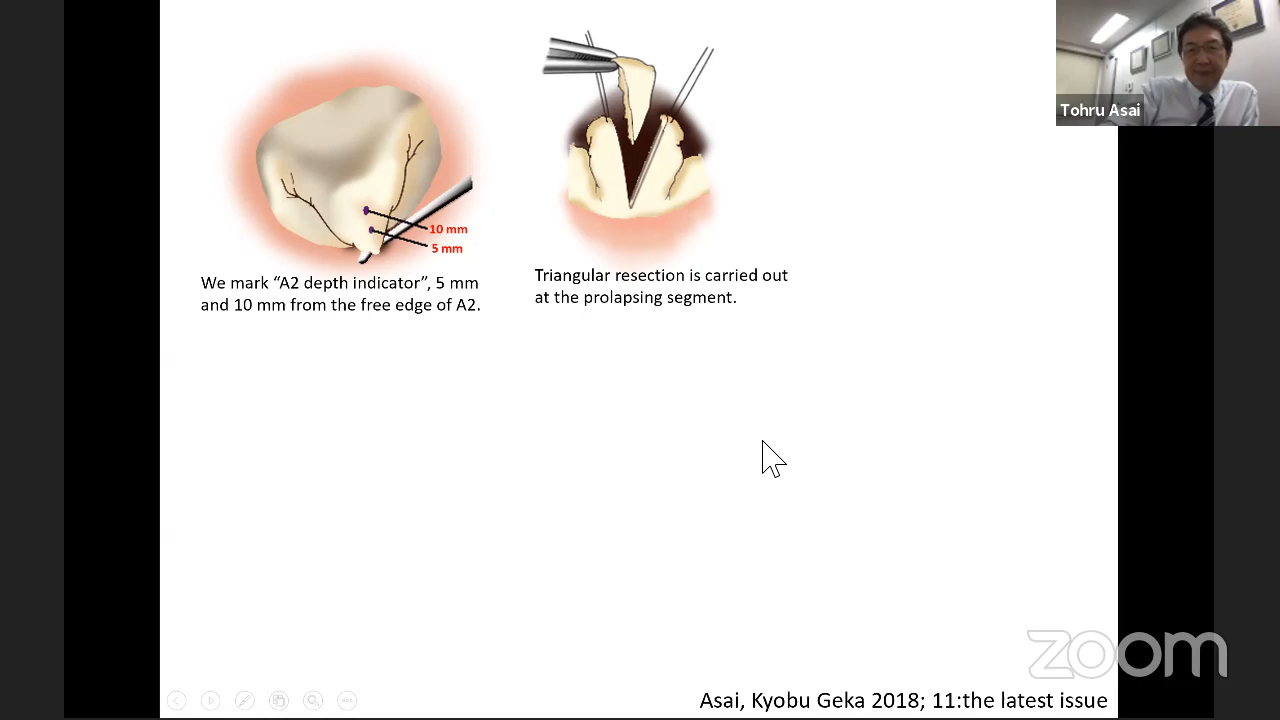 Tohru Asai
10 mm
5 mm
We mark “A2 depth indicator”, 5 mm
and 10 mm from the free edge of A2.
Triangular resection is carried out
at the prolapsing segment.
zoom
Asai, Kyobu Geka 2018; 11:the latest issue